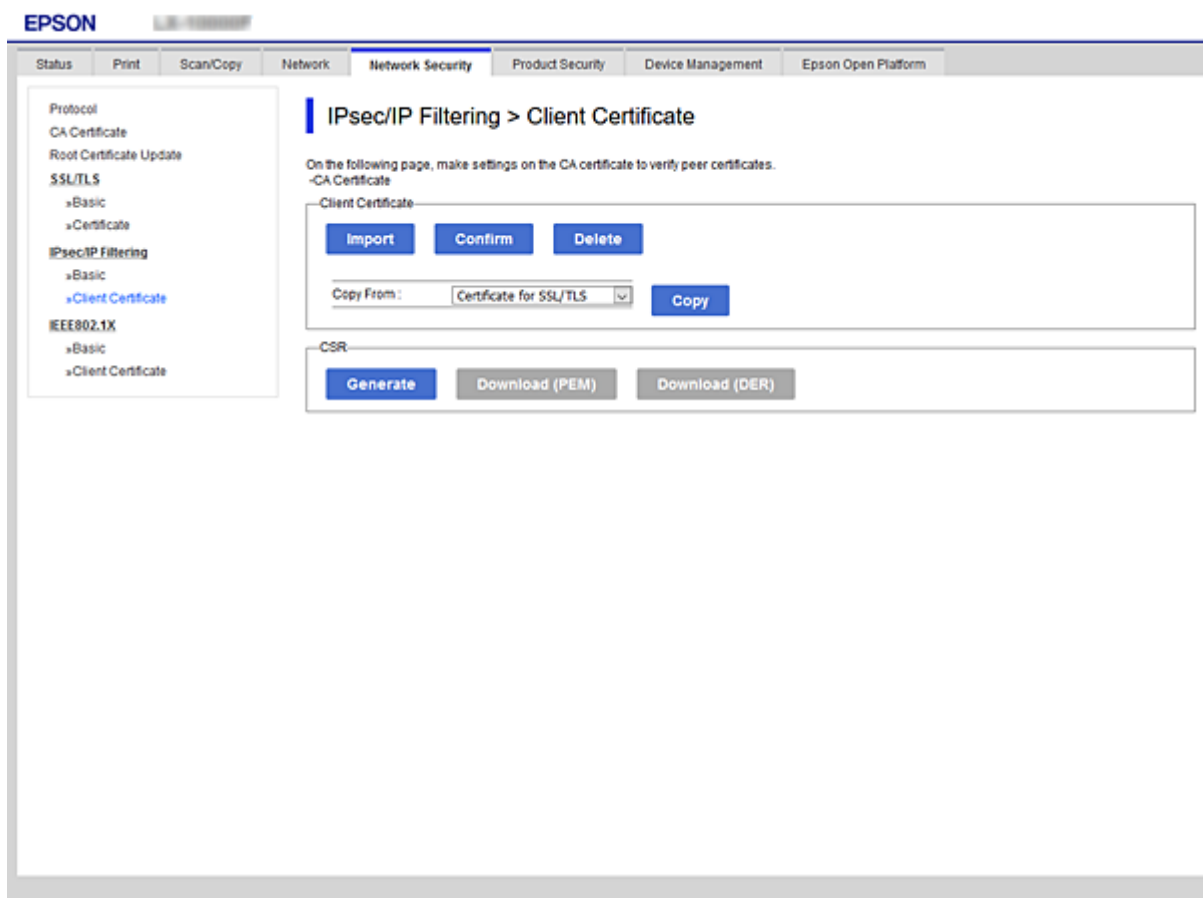 EPSON
Status Print Scan/Copy Network Network Security Product Security Device Management Epson Open Platform
Protocol
CA Certificate
Root Certificate Update
SSL/TLS
»Basic
»Certificate
IPsec/IP Filtering
»Basic
»Client Certificate
IEEE802.1X
»Basic
»Client Certificate
IPsec/IP Filtering > Client Certificate
On the following page, make settings on the CA certificate to verify peer certificates.
-CA Certificate
Client Certificate
Import Confirm Delete
Copy From : Certificate for SSL/TLS Copy
CSR
Generate Download (PEM) Download (DER)